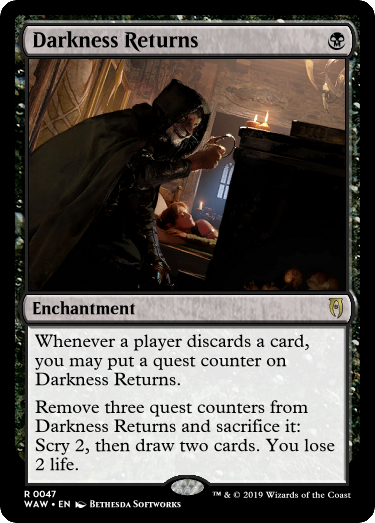 Darkness Returns
Enchantment
Whenever a player discards a card,
you may put a quest counter on
Darkness Returns.
Remove three quest counters from
Darkness Returns and sacrifice it:
Scry 2, then draw two cards. You lose
2 life.
R 0047
WAW • EN Bethesda Softworks
™ & © 2019 Wizards of the Coast